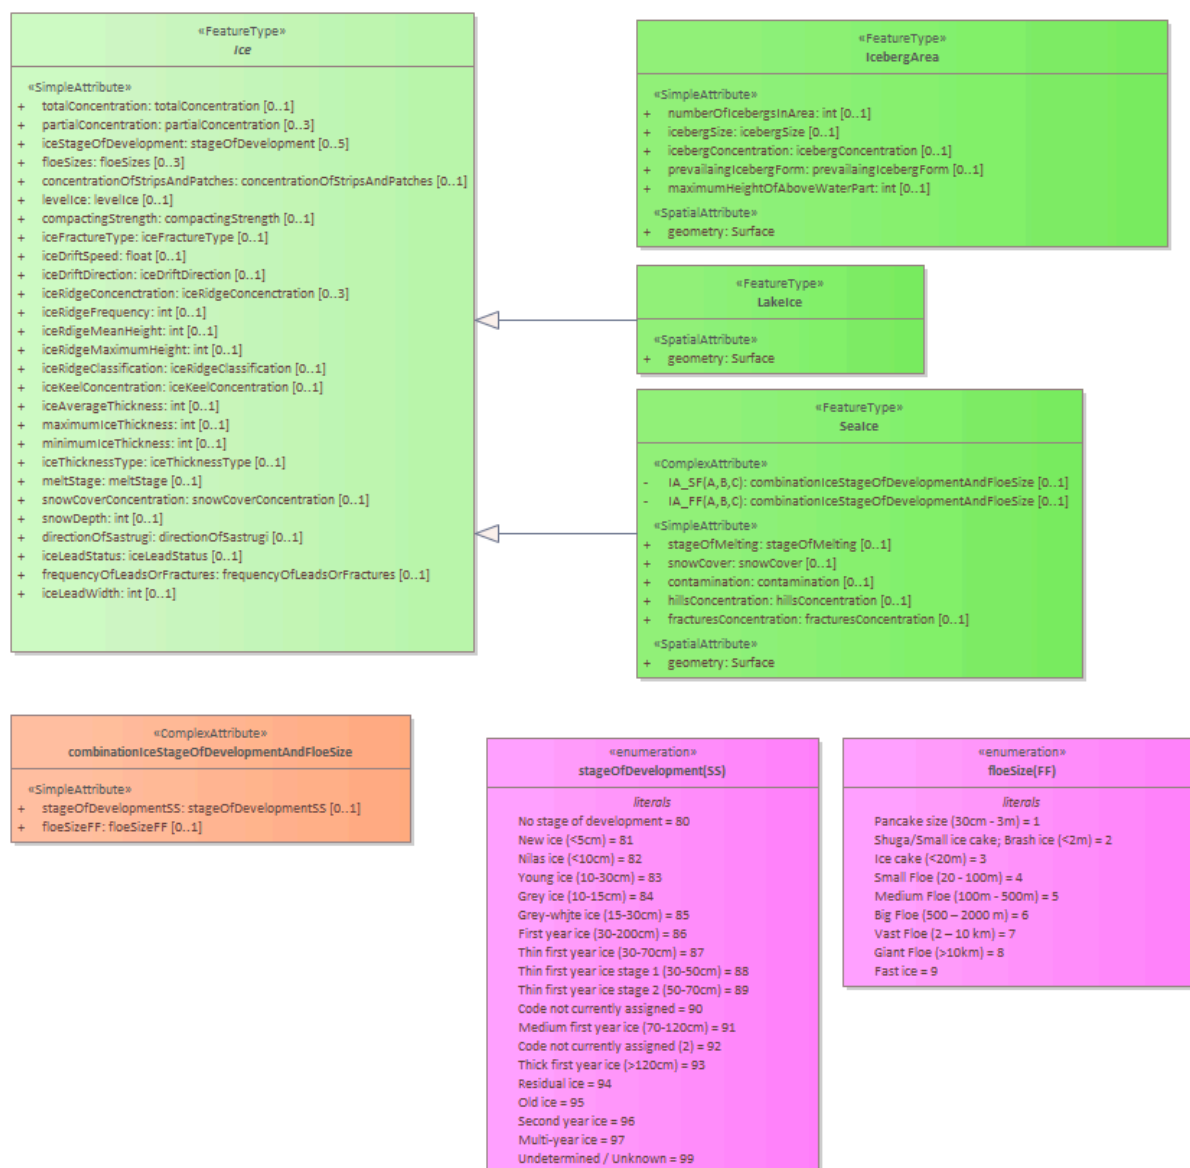 «FeatureType»
Ice
«SimpleAttribute»
+ totalConcentration: totalConcentration [0..1]
+ partialConcentration: partialConcentration [0..3]
+ iceStageOfDevelopment: stageOfDevelopment [0..5]
+ floeSizes: floeSizes [0..3]
+ concentrationOfStripsAndPatches: concentrationOfStripsAndPatches [0..1]
+ levelIce: levelIce [0..1]
+ compactingStrength: compactingStrength [0..1]
+ iceFractureType: iceFractureType [0..1]
+ iceDriftSpeed: float [0..1]
+ iceDriftDirection: iceDriftDirection [0..1]
+ iceRidgeConcenctration: iceRidgeConcenctration [0..3]
+ iceRidgeFrequency: int [0..1]
+ iceRdigeMeanHeight: int [0..1]
+ iceRidgeMaximumHeight: int [0..1]
+ iceRidgeClassification: iceRidgeClassification [0..1]
+ iceKeelConcentration: iceKeelConcentration [0..1]
+ iceAverageThickness: int [0..1]
+ maximumIceThickness: int [0..1]
+ minimumIceThickness: int [0..1]
+ iceThicknessType: iceThicknessType [0..1]
+ meltStage: meltStage [0..1]
+ snowCoverConcentration: snowCoverConcentration [0..1]
+ snowDepth: int [0..1]
+ directionOfSastrugi: directionOfSastrugi [0..1]
+ iceLeadStatus: iceLeadStatus [0..1]
+ frequencyOfLeadsOrFractures: frequencyOfLeadsOrFractures [0..1]
+ iceLeadWidth: int [0..1]
«FeatureType»
IcebergArea
«SimpleAttribute»
+ numberOfIcebergsInArea: int [0..1]
+ icebergSize: icebergSize [0..1]
+ icebergConcentration: icebergConcentration [0..1]
+ prevailaingIcebergForm: prevailaingIcebergForm [0..1]
+ maximumHeightOfAboveWaterPart: int [0..1]
«SpatialAttribute»
+ geometry: Surface
«FeatureType»
LakeIce
«SpatialAttribute»
+ geometry: Surface
«FeatureType»
SeaIce
«ComplexAttribute»
- IA_SF(A,B,C): combinationIceStageOfDevelopmentAndFloeSize [0..1]
- IA_FF(A,B,C): combinationIceStageOfDevelopmentAndFloeSize [0..1]
«SimpleAttribute»
+ stageOfMelting: stageOfMelting [0..1]
+ snowCover: snowCover [0..1]
+ contamination: contamination [0..1]
+ hillsConcentration: hillsConcentration [0..1]
+ fracturesConcentration: fracturesConcentration [0..1]
«SpatialAttribute»
+ geometry: Surface
«ComplexAttribute»
combinationIceStageOfDevelopmentAndFloeSize
«SimpleAttribute»
+ stageOfDevelopmentSS: stageOfDevelopmentSS [0..1]
+ floeSizeFF: floeSizeFF [0..1]
«enumeration»
stageOfDevelopment(SS)
literals
No stage of development = 80
New ice (<5cm) = 81
Nilas ice (<10cm) = 82
Young ice (10-30cm) = 83
Grey ice (10-15cm) = 84
Grey-whjte ice (15-30cm) = 85
First year ice (30-200cm) = 86
Thin first year ice (30-70cm) = 87
Thin first year ice stage 1 (30-50cm) = 88
Thin first year ice stage 2 (50-70cm) = 89
Code not currently assigned = 90
Medium first year ice (70-120cm) = 91
Code not currently assigned (2) = 92
Thick first year ice (>120cm) = 93
Residual ice = 94
Old ice = 95
Second year ice = 96
Multi-year ice = 97
Undetermined / Unknown = 99
«enumeration»
floeSize(FF)
literals
Pancake size (30cm - 3m) = 1
Shuga/Small ice cake; Brash ice (<2m) = 2
Ice cake (<20m) = 3
Small Floe (20 - 100m) = 4
Medium Floe (100m - 500m) = 5
Big Floe (500 – 2000 m) = 6
Vast Floe (2 – 10 km) = 7
Giant Floe (>10km) = 8
Fast ice = 9